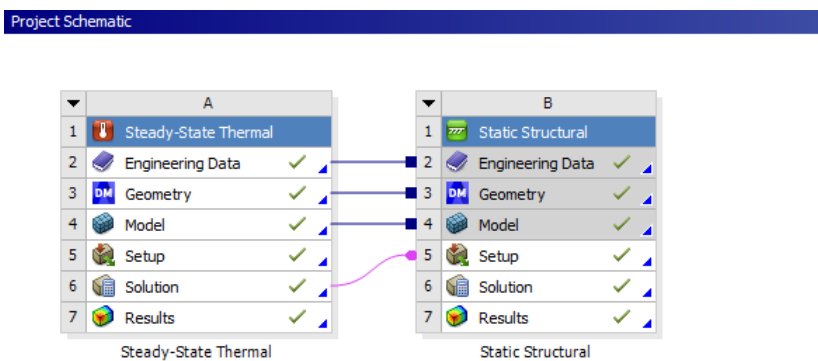 Project Schematic
A
1 Steady-State Thermal
2 Engineering Data
3 DM Geometry
4 Model
5 Setup
6 Solution
7 Results
Steady-State Thermal
B
1 Static Structural
2 Engineering Data
3 DM Geometry
4 Model
5 Setup
6 Solution
7 Results
Static Structural